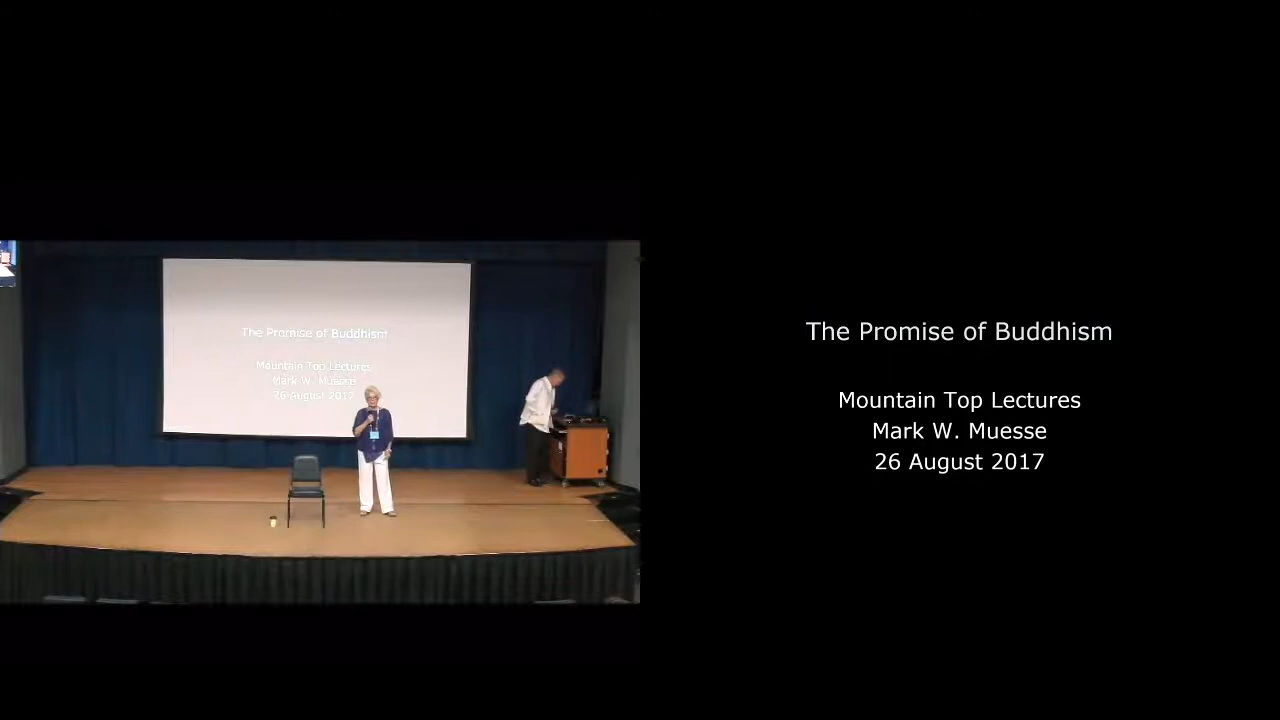 The Promise of Buddhism
Mountain Top Lectures
Mark W. Muesse
26 August 2017
The Promise of Buddhism
Mountain Top Lectures
Mark W. Muesse
26 August 2017